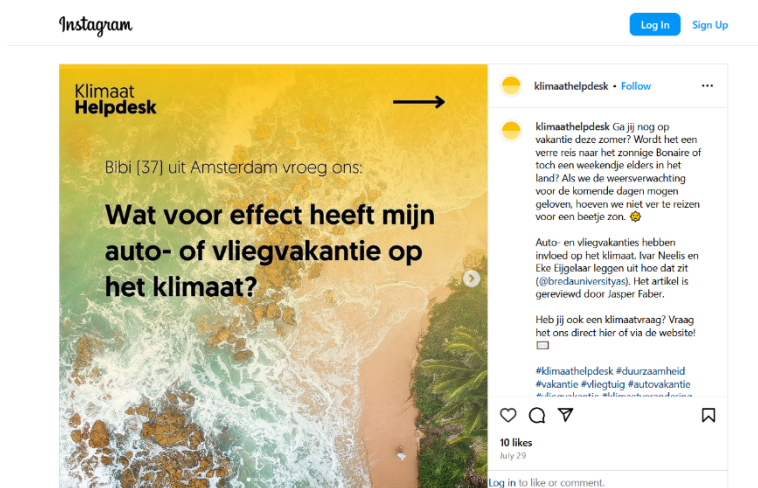 Instagram
Log In
Sign Up
Klimaat
Helpdesk
Bibi [37] uit Amsterdam vroeg ons:
Wat voor effect heeft mijn
auto- of vliegvakantie op
het klimaat?
klimaathelpdesk • Follow
klimaathelpdesk Ga jij nog op
vakantie deze zomer? Wordt het een
verre reis naar het zonnige Bonaire of
toch een weekendje elders in het
land? Als we de weersverwachting
voor de komende dagen mogen
geloven, hoeven we niet ver te reizen
voor een beetje zon. 🌞
Auto- en vliegvakanties hebben
invloed op het klimaat. Ivar Neelis en
Eke Eijgelaar leggen uit hoe dat zit
(@bredauniversityas). Het artikel is
gereviewd door Jasper Faber.
Heb jij ook een klimaatvraag? Vraag
het ons direct hier of via de website!
#klimaathelpdesk #duurzaamheid
#vakantie #vliegtuig #autovakantie
#vliegvakantie #klimaatverandering
10 likes
July 29
Log in to like or comment.